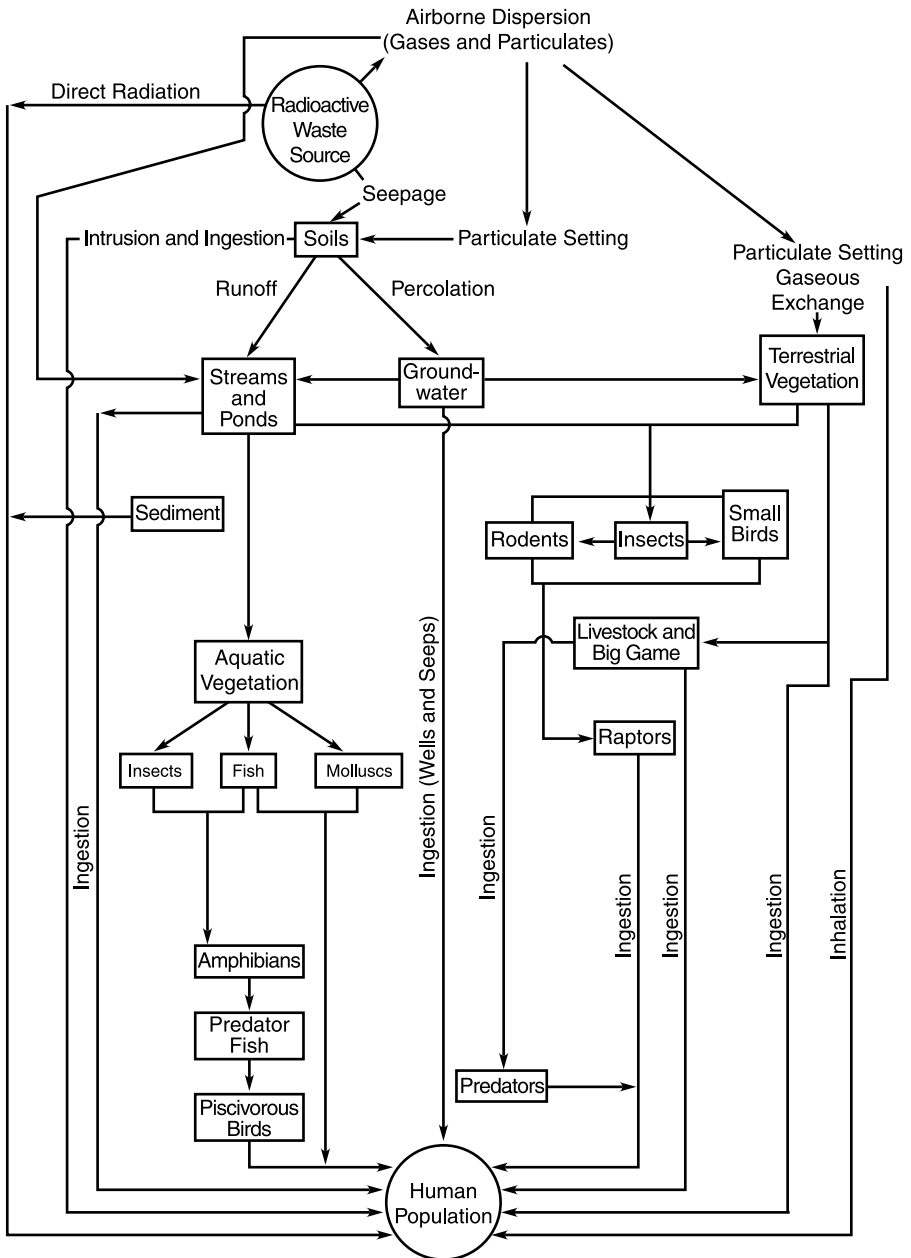 Airborne Dispersion
(Gases and Particulates)
Direct Radiation
Radioactive
Waste
Source
Seepage
Intrusion and Ingestion
Soils
Particulate Setting
Particulate Setting
Gaseous
Exchange
Runoff
Percolation
Streams
and
Ponds
Ground-
water
Terrestrial
Vegetation
Sediment
Rodents
Insects
Small
Birds
Aquatic
Vegetation
Livestock and
Big Game
Insects
Fish
Molluscs
Raptors
Ingestion
Ingestion (Wells and Seeps)
Ingestion
Ingestion
Ingestion
Ingestion
Inhalation
Amphibians
Predator
Fish
Predators
Piscivorous
Birds
Human
Population